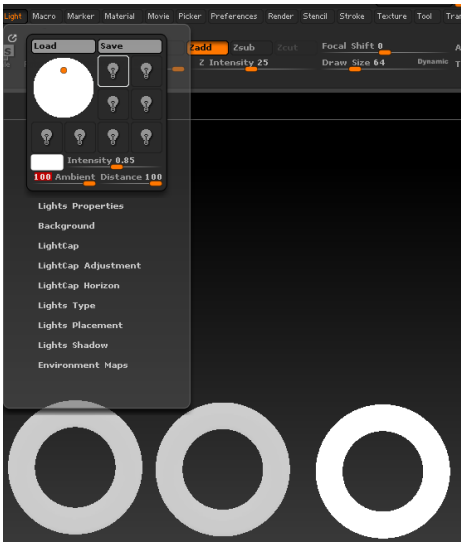 Light Macro Marker Material Movie Picker Preferences Render Stencil Stroke Texture Tool
Load Save
Zadd Zsub Zcut
Focal Shift 0
Z Intensity 25
Draw Size 64
Dynamic
Intensity 0.85
100 Ambient Distance 100
Lights Properties
Background
LightCap
LightCap Adjustment
LightCap Horizon
Lights Type
Lights Placement
Lights Shadow
Environment Maps